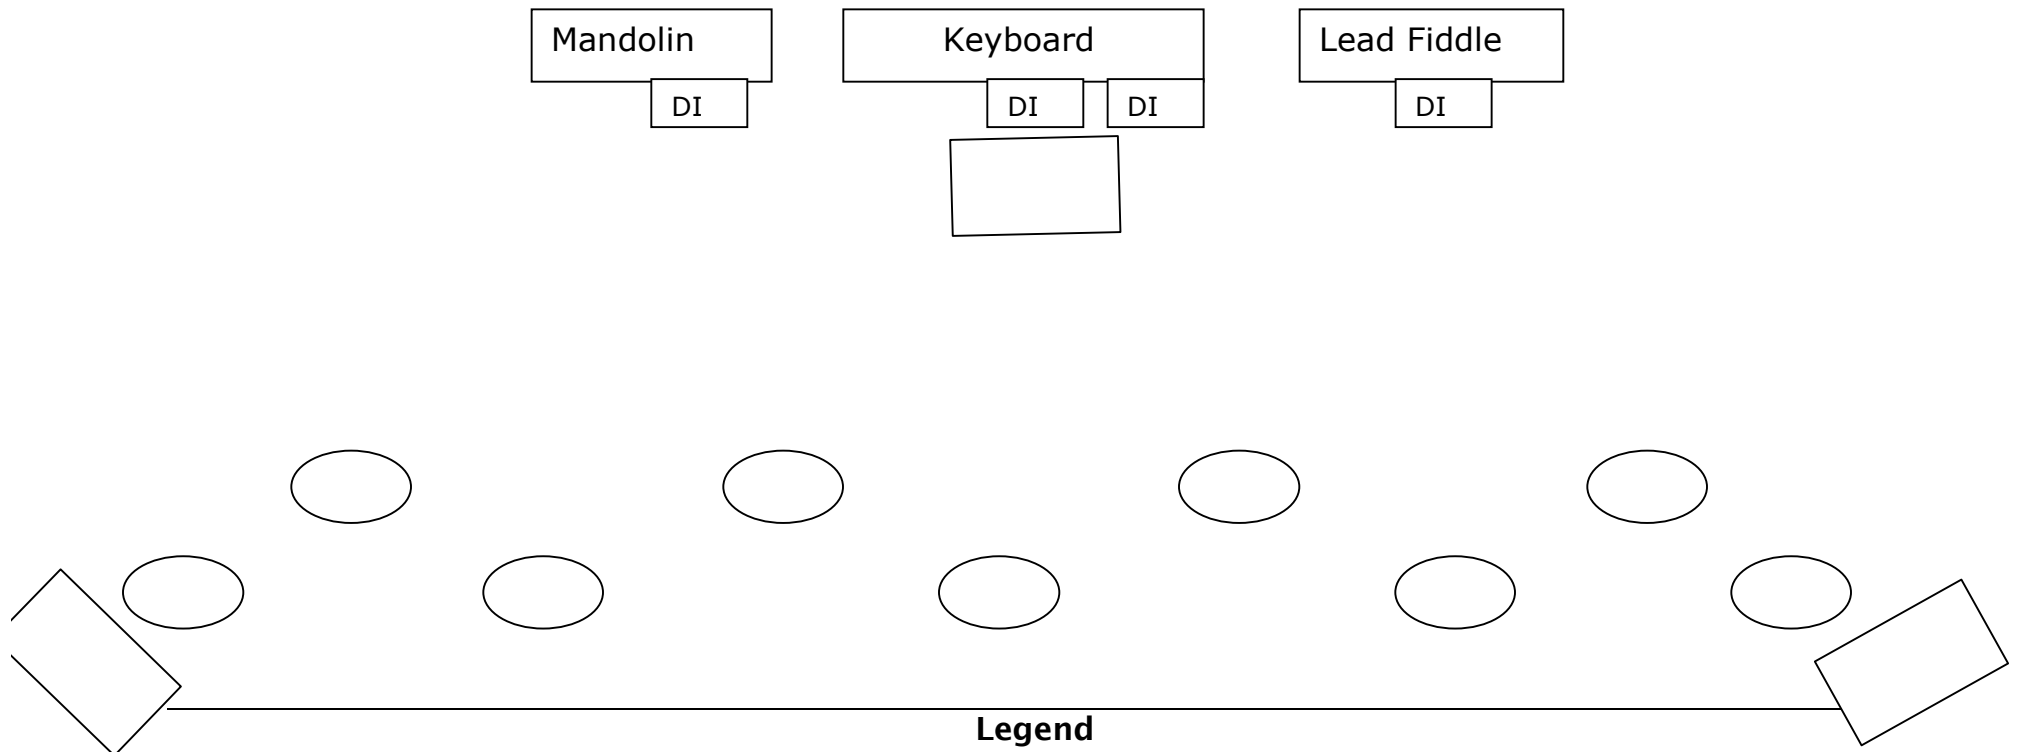 Mandolin
Keyboard
Lead Fiddle
DI
DI
DI
DI
Legend